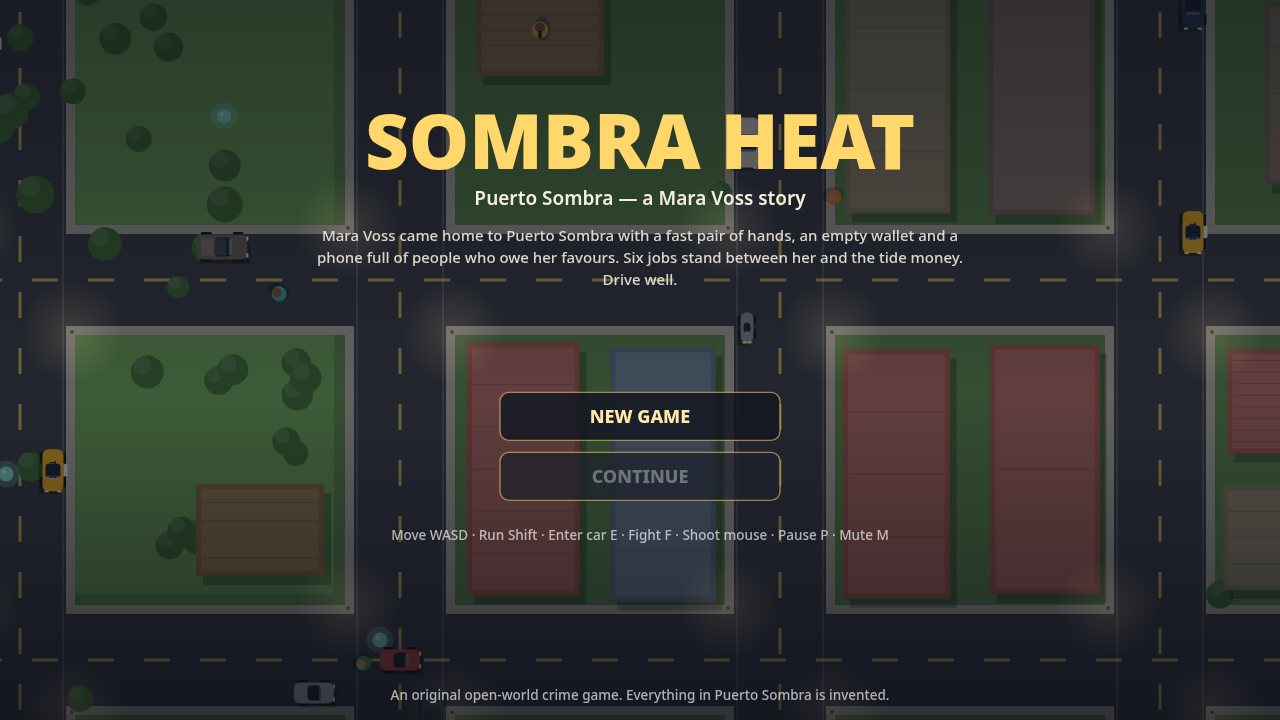 SOMBRA HEAT
Puerto Sombra — a Mara Voss story
Mara Voss came home to Puerto Sombra with a fast pair of hands, an empty wallet and a
phone full of people who owe her favours. Six jobs stand between her and the tide money.
Drive well.
NEW GAME
CONTINUE
Move WASD · Run Shift · Enter car E · Fight F · Shoot mouse · Pause P · Mute M
An original open-world crime game. Everything in Puerto Sombra is invented.